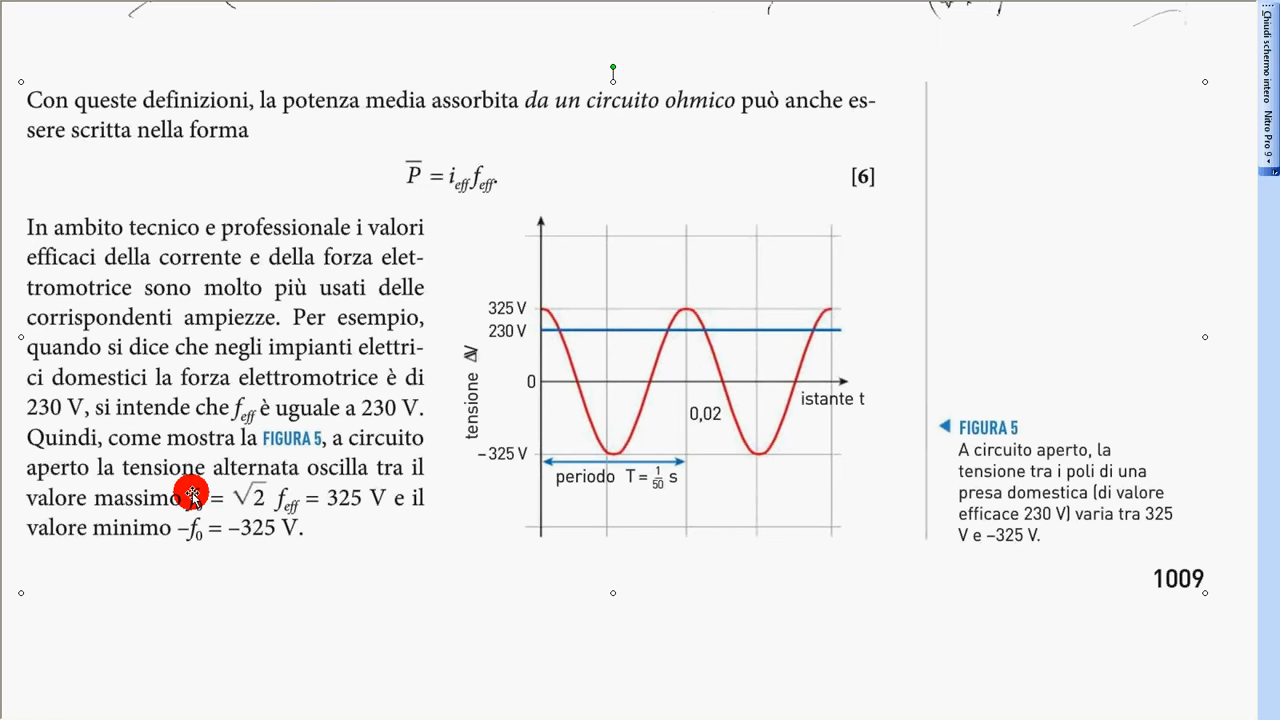 Con queste definizioni, la potenza media assorbita da un circuito ohmico può anche es-
sere scritta nella forma
P̅ = i_eff f_eff. [6]
In ambito tecnico e professionale i valori
efficaci della corrente e della forza elet-
tromotrice sono molto più usati delle
corrispondenti ampiezze. Per esempio,
quando si dice che negli impianti elettri-
ci domestici la forza elettromotrice è di
230 V, si intende che f_eff è uguale a 230 V.
Quindi, come mostra la FIGURA 5, a circuito
aperto la tensione alternata oscilla tra il
valore massimo = √2 f_eff = 325 V e il
valore minimo –f₀ = –325 V.
325 V
230 V
0
–325 V
tensione ΔV
istante t
0,02
periodo T = 1/50 s
FIGURA 5
A circuito aperto, la
tensione tra i poli di una
presa domestica (di valore
efficace 230 V) varia tra 325
V e –325 V.
1009
Chiudi schermo intero Nitro Pro 9